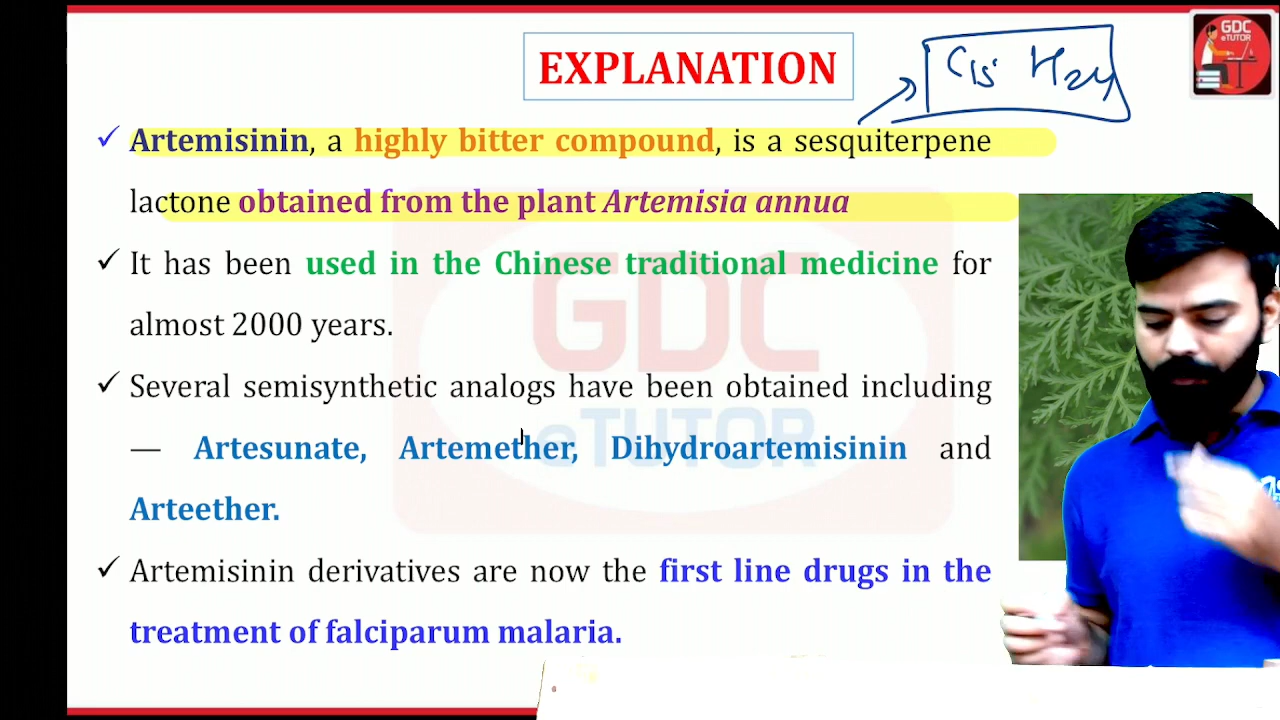 EXPLANATION
C15 H24
GDC
eTUTOR
✓ Artemisinin, a highly bitter compound, is a sesquiterpene
lactone obtained from the plant Artemisia annua
✓ It has been used in the Chinese traditional medicine for
almost 2000 years.
✓ Several semisynthetic analogs have been obtained including
— Artesunate, Artemether, Dihydroartemisinin and
Arteether.
✓ Artemisinin derivatives are now the first line drugs in the
treatment of falciparum malaria.
GDC
eTUTOR